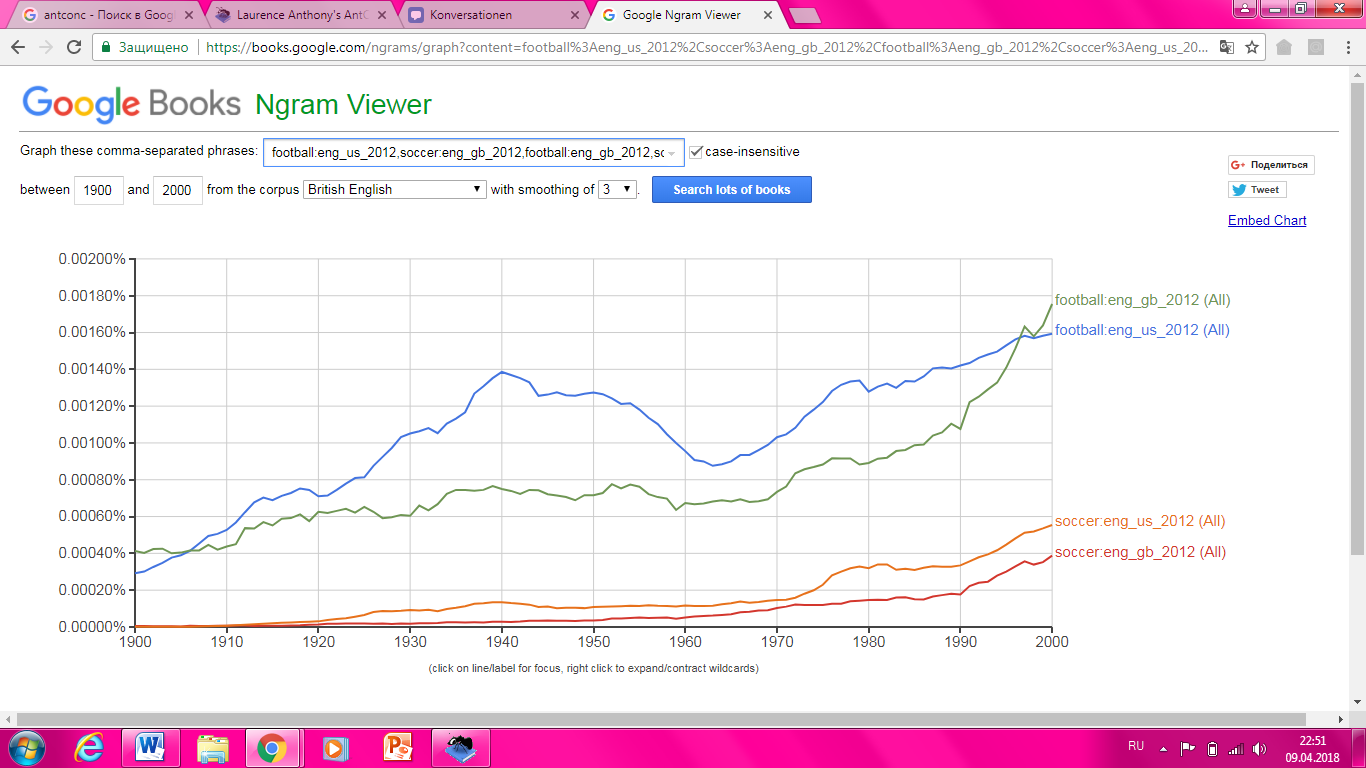 antconc - Поиск в Goog
Laurence Anthony's Ant
Konversationen
Google Ngram Viewer
Защищено
https://books.google.com/ngrams/graph?content=football%3Aeng_us_2012%2Csoccer%3Aeng_gb_2012%2Cfootball%3Aeng_gb_2012%2Csoccer%3Aeng_us_20...
Google Books Ngram Viewer
Graph these comma-separated phrases: football:eng_us_2012,soccer:eng_gb_2012,football:eng_gb_2012,so case-insensitive
between 1900 and 2000 from the corpus British English with smoothing of 3 . Search lots of books
Поделиться
Tweet
Embed Chart
0.00200%
0.00180%
0.00160%
0.00140%
0.00120%
0.00100%
0.00080%
0.00060%
0.00040%
0.00020%
0.00000%
football:eng_gb_2012 (All)
football:eng_us_2012 (All)
soccer:eng_us_2012 (All)
soccer:eng_gb_2012 (All)
1900 1910 1920 1930 1940 1950 1960 1970 1980 1990 2000
(click on line/label for focus, right click to expand/contract wildcards)
RU
22:51
09.04.2018